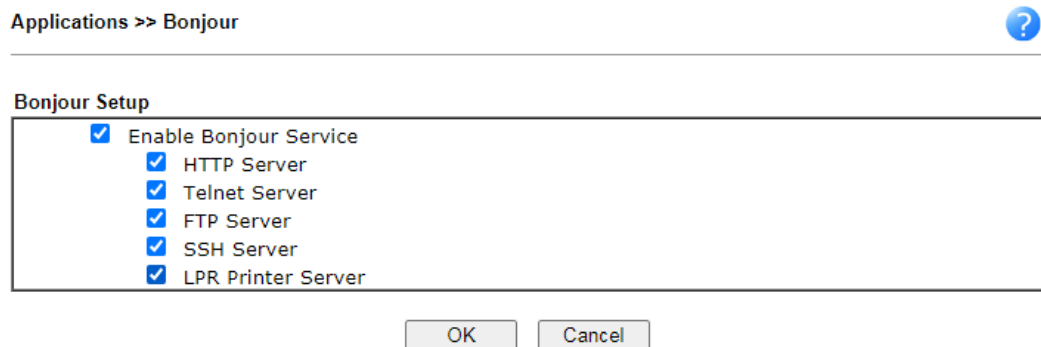 Applications >> Bonjour
?
Bonjour Setup
Enable Bonjour Service
HTTP Server
Telnet Server
FTP Server
SSH Server
LPR Printer Server
OK Cancel